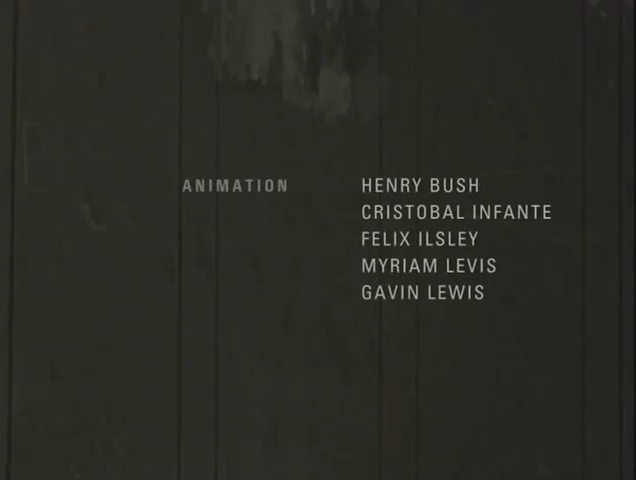 ANIMATION
HENRY BUSH
CRISTOBAL INFANTE
FELIX ILSLEY
MYRIAM LEVIS
GAVIN LEWIS